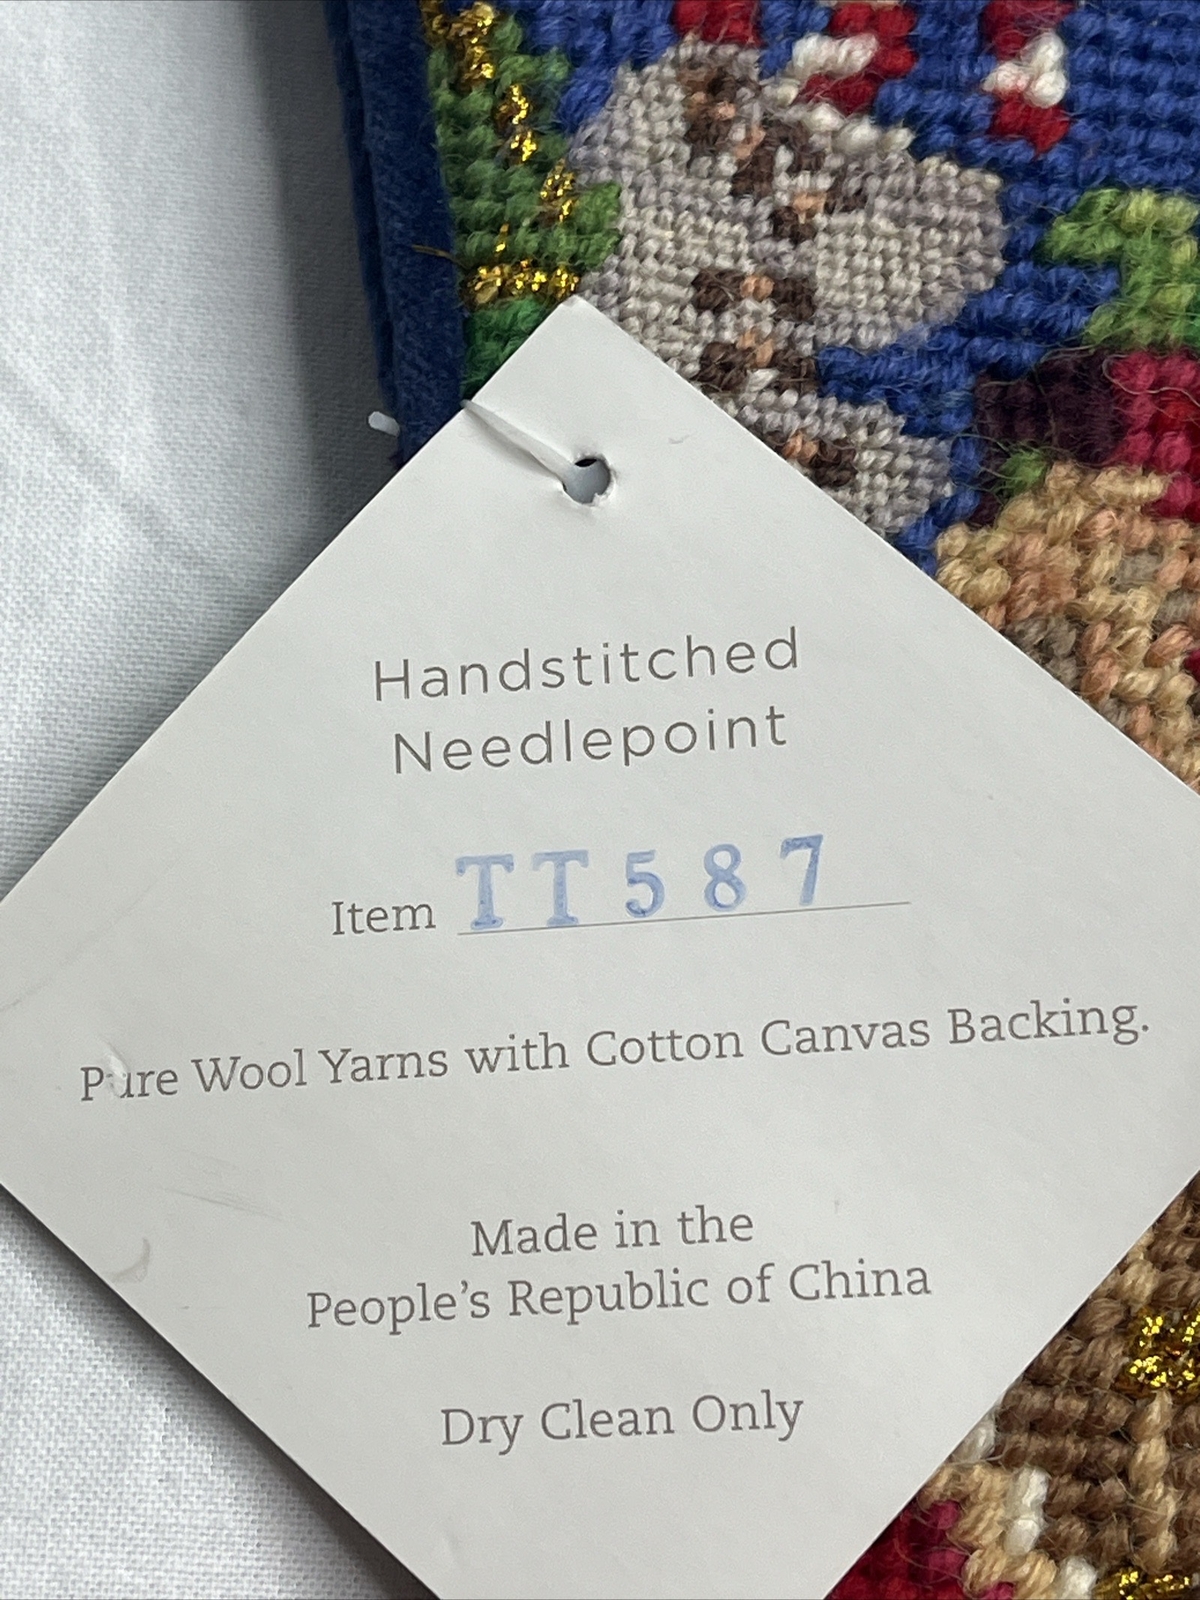 Handstitched
Needlepoint
Item TT587
Pure Wool Yarns with Cotton Canvas Backing.
Made in the
People's Republic of China
Dry Clean Only